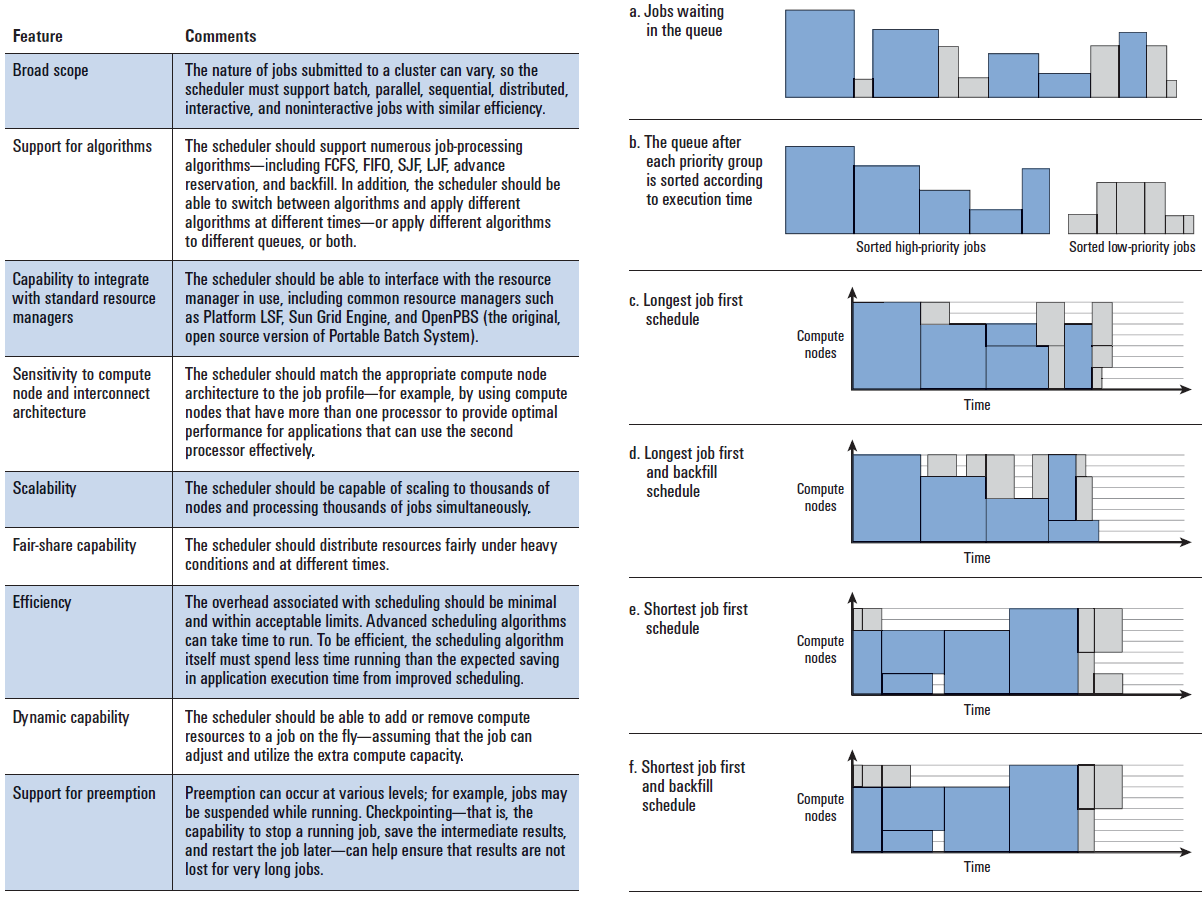 Feature Comments
Broad scope
The nature of jobs submitted to a cluster can vary, so the
scheduler must support batch, parallel, sequential, distributed,
interactive, and noninteractive jobs with similar efficiency.
Support for algorithms
The scheduler should support numerous job-processing
algorithms—including FCFS, FIFO, SJF, LJF, advance
reservation, and backfill. In addition, the scheduler should be
able to switch between algorithms and apply different
algorithms at different times—or apply different algorithms
to different queues, or both.
Capability to integrate
with standard resource
managers
The scheduler should be able to interface with the resource
manager in use, including common resource managers such
as Platform LSF, Sun Grid Engine, and OpenPBS (the original,
open source version of Portable Batch System).
Sensitivity to compute
node and interconnect
architecture
The scheduler should match the appropriate compute node
architecture to the job profile—for example, by using compute
nodes that have more than one processor to provide optimal
performance for applications that can use the second
processor effectively.
Scalability
The scheduler should be capable of scaling to thousands of
nodes and processing thousands of jobs simultaneously.
Fair-share capability
The scheduler should distribute resources fairly under heavy
conditions and at different times.
Efficiency
The overhead associated with scheduling should be minimal
and within acceptable limits. Advanced scheduling algorithms
can take time to run. To be efficient, the scheduling algorithm
itself must spend less time running than the expected saving
in application execution time from improved scheduling.
Dynamic capability
The scheduler should be able to add or remove compute
resources to a job on the fly—assuming that the job can
adjust and utilize the extra compute capacity.
Support for preemption
Preemption can occur at various levels; for example, jobs may
be suspended while running. Checkpointing—that is, the
capability to stop a running job, save the intermediate results,
and restart the job later—can help ensure that results are not
lost for very long jobs.
a. Jobs waiting
in the queue
b. The queue after
each priority group
is sorted according
to execution time
Sorted high-priority jobs
Sorted low-priority jobs
c. Longest job first
schedule
Compute
nodes
Time
d. Longest job first
and backfill
schedule
Compute
nodes
Time
e. Shortest job first
schedule
Compute
nodes
Time
f. Shortest job first
and backfill
schedule
Compute
nodes
Time